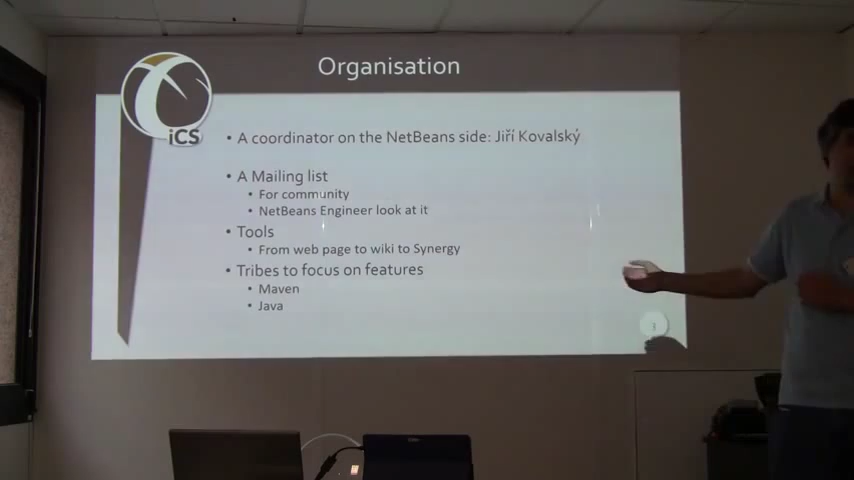 Organisation
iCS
• A coordinator on the NetBeans side: Jiří Kovalský
• A Mailing list
• For community
• NetBeans Engineer look at it
• Tools
• From web page to wiki to Synergy
• Tribes to focus on features
• Maven
• Java